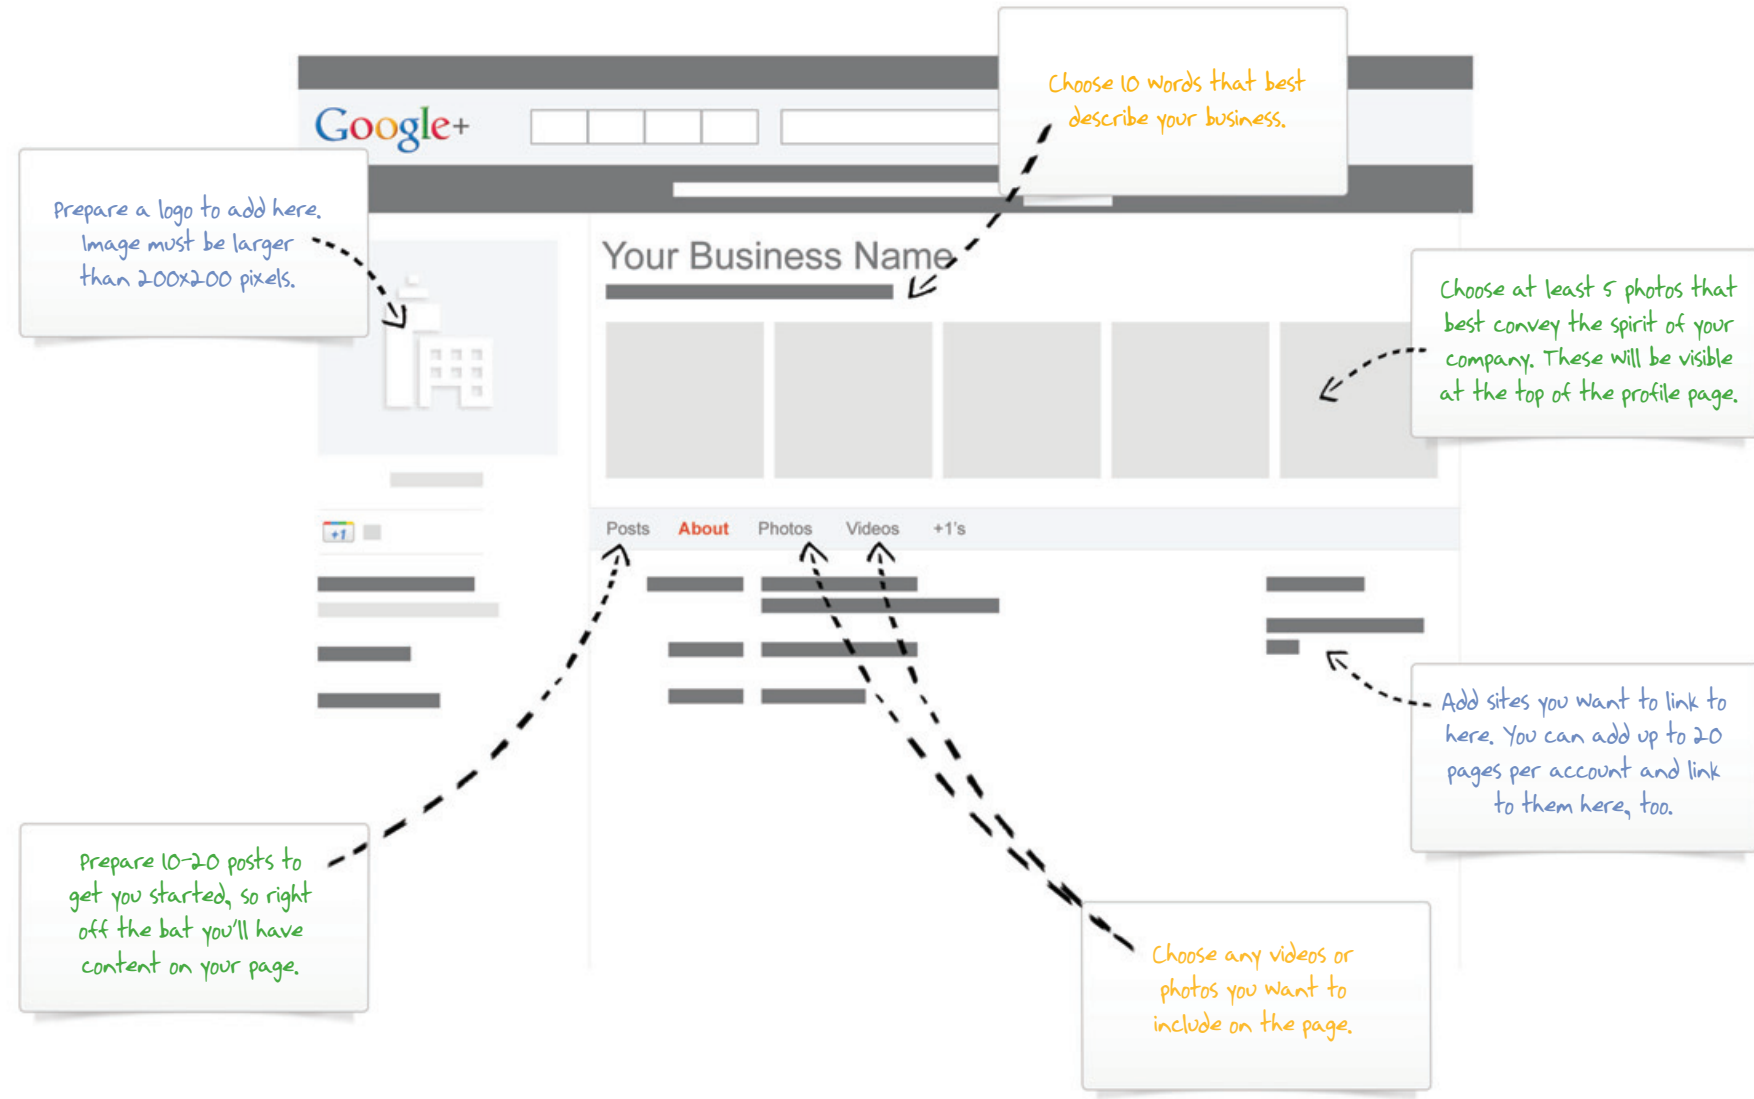 Choose 10 words that best
describe your business.
Google+
Prepare a logo to add here.
Image must be larger
than 200x200 pixels.
Your Business Name
Choose at least 5 photos that
best convey the spirit of your
company. These will be visible
at the top of the profile page.
+1
Posts About Photos Videos +1's
Add sites you want to link to
here. You can add up to 20
pages per account and link
to them here, too.
Prepare 10-20 posts to
get you started, so right
off the bat you'll have
content on your page.
Choose any videos or
photos you want to
include on the page.